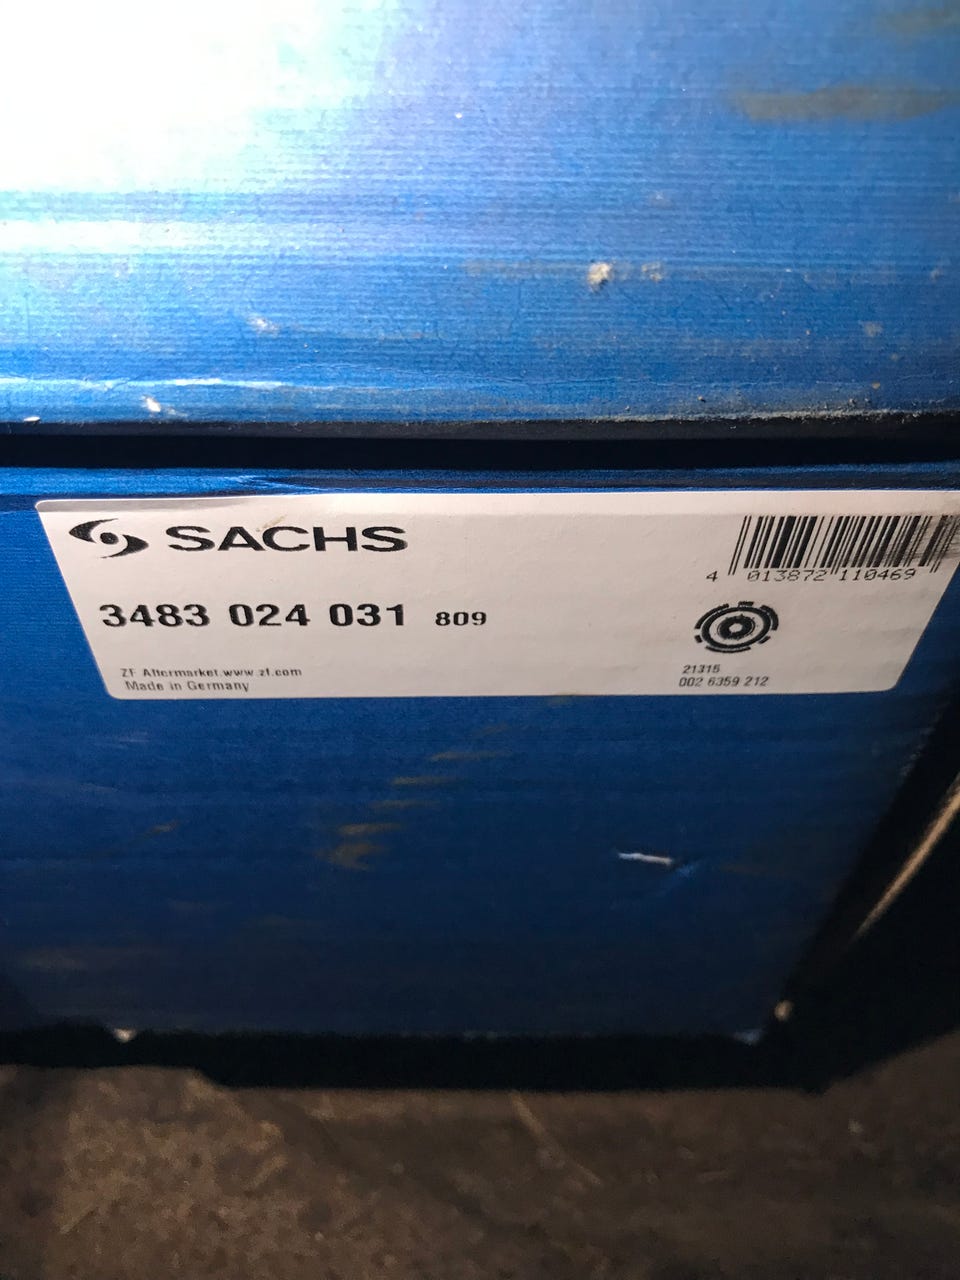 SACHS
4 013872 110469
3483 024 031 809
ZF Aftermarket.www.zf.com
Made in Germany
21315
002 6359 212